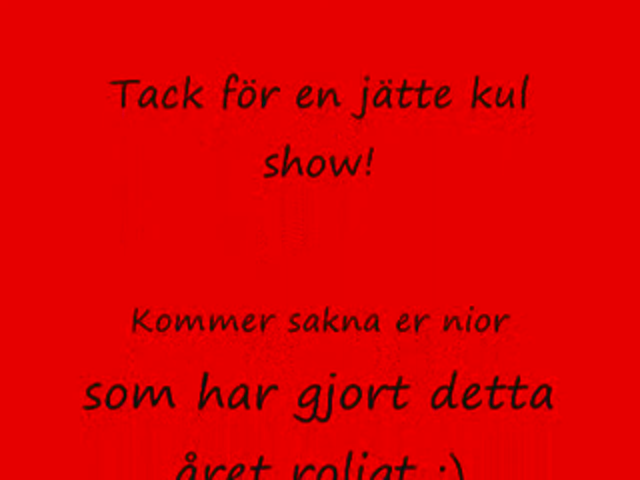 Tack för en jätte kul
show!
Kommer sakna er nior
som har gjort detta
året roligt :)